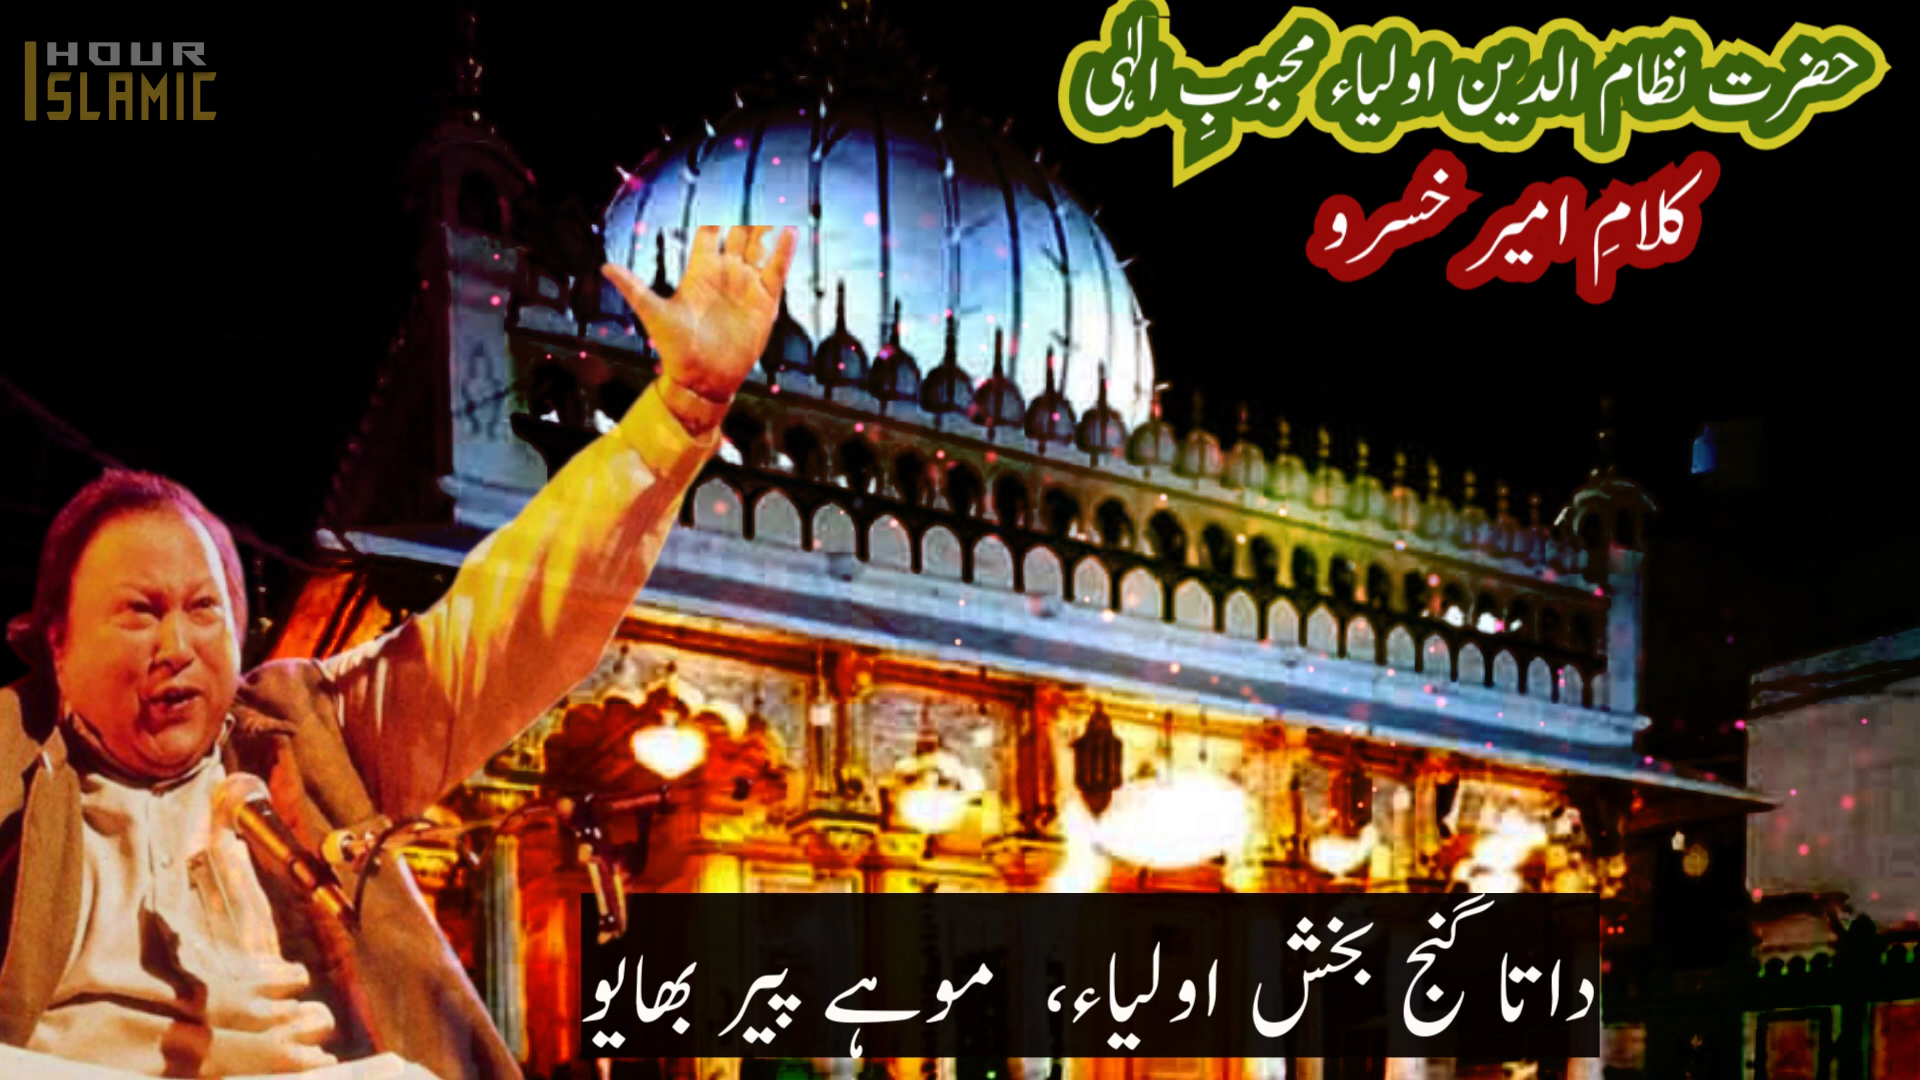 HOUR
ISLAMIC
حضرت نظام الدین اولیاء محبوبِ الٰہی
کلامِ امیر خسرو
داتا گنج بخش اولیاء، موہے پیر بھایو